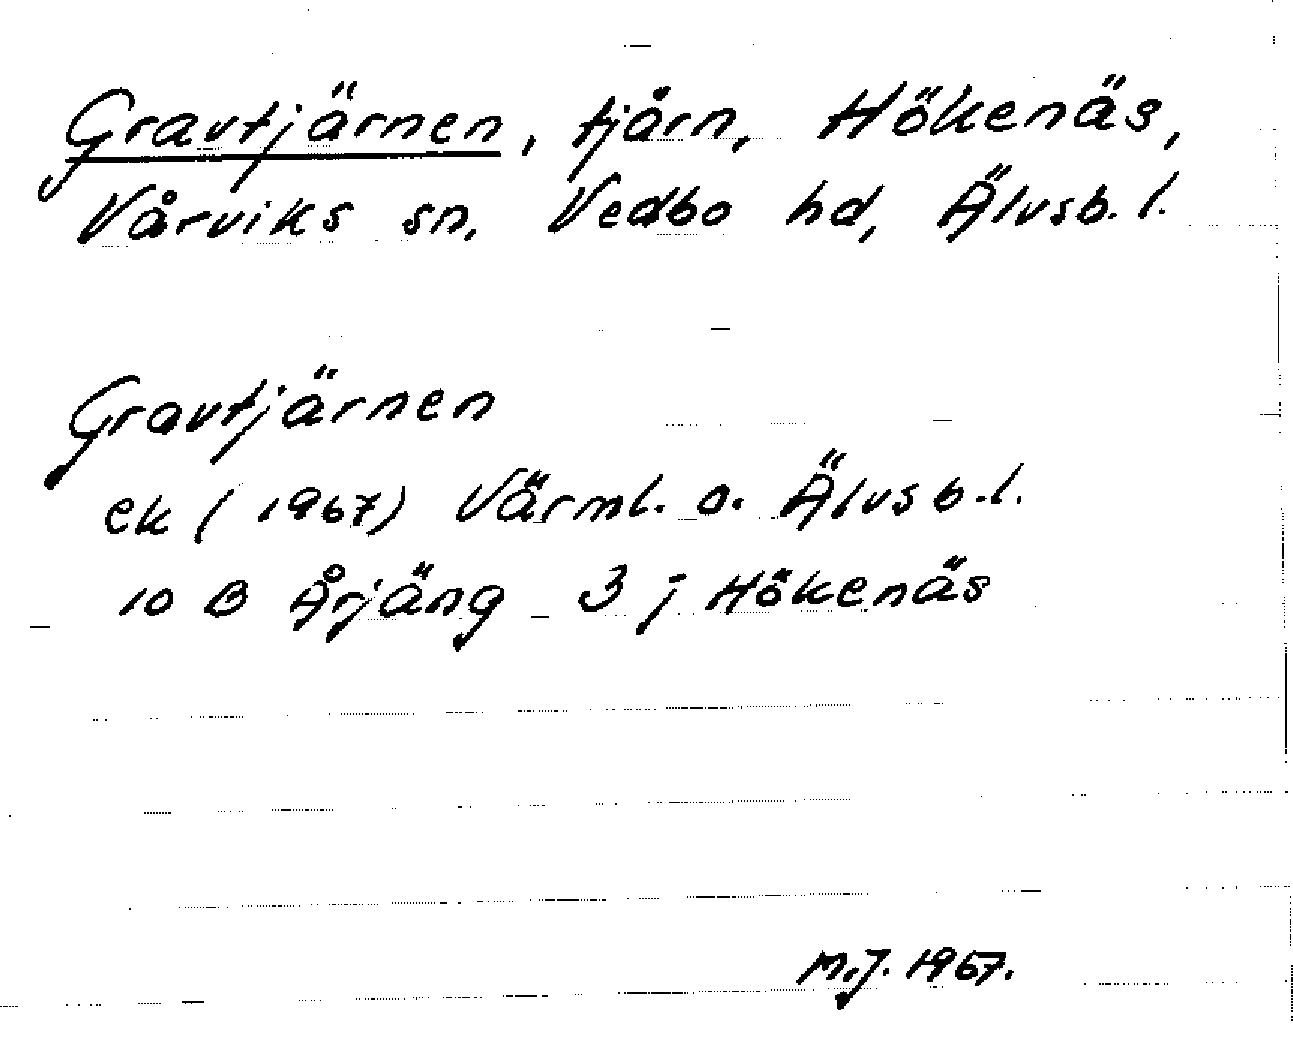 Gravtjärnen, tjärn, Hökenäs,
Vårviks sn, Vedbo hd, Älvsb. l.
Gravtjärnen
ek (1967) Värml. o. Älvsb. l.
10 B Årjäng 3 j Hökenäs
M.J. 1967.